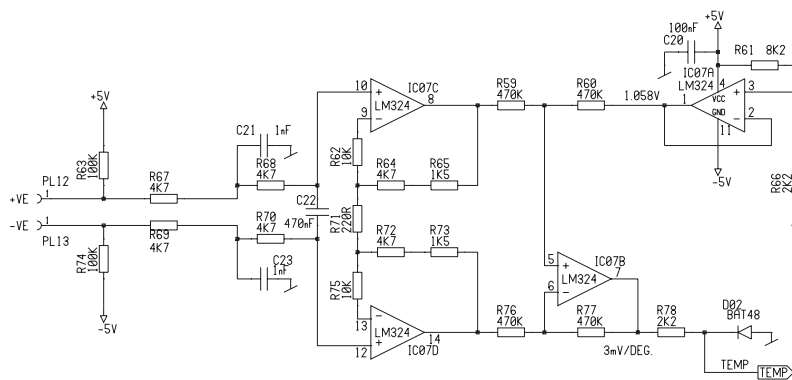 +5V
100nF
C20
R61 8K2
IC07A
LM324
4
VCC
3
+
1.058V
1
GND
2
-
11
-5V
R66
2K2
10
+
IC07C
LM324
8
9
-
R59
470K
R60
470K
+5V
R63
100K
C21
1nF
R62
10K
R64
4K7
R65
1K5
PL12
+VE
1
R67
4K7
R68
4K7
C22
470nF
R71
220R
-VE
1
PL13
R69
4K7
R70
4K7
R72
4K7
R73
1K5
R74
100K
C23
1nF
R75
10K
-5V
5
+
IC07B
7
LM324
6
-
13
-
LM324
14
12
+
IC07D
R76
470K
R77
470K
R78
2K2
D02
BAT48
3mV/DEG.
TEMP
TEMP